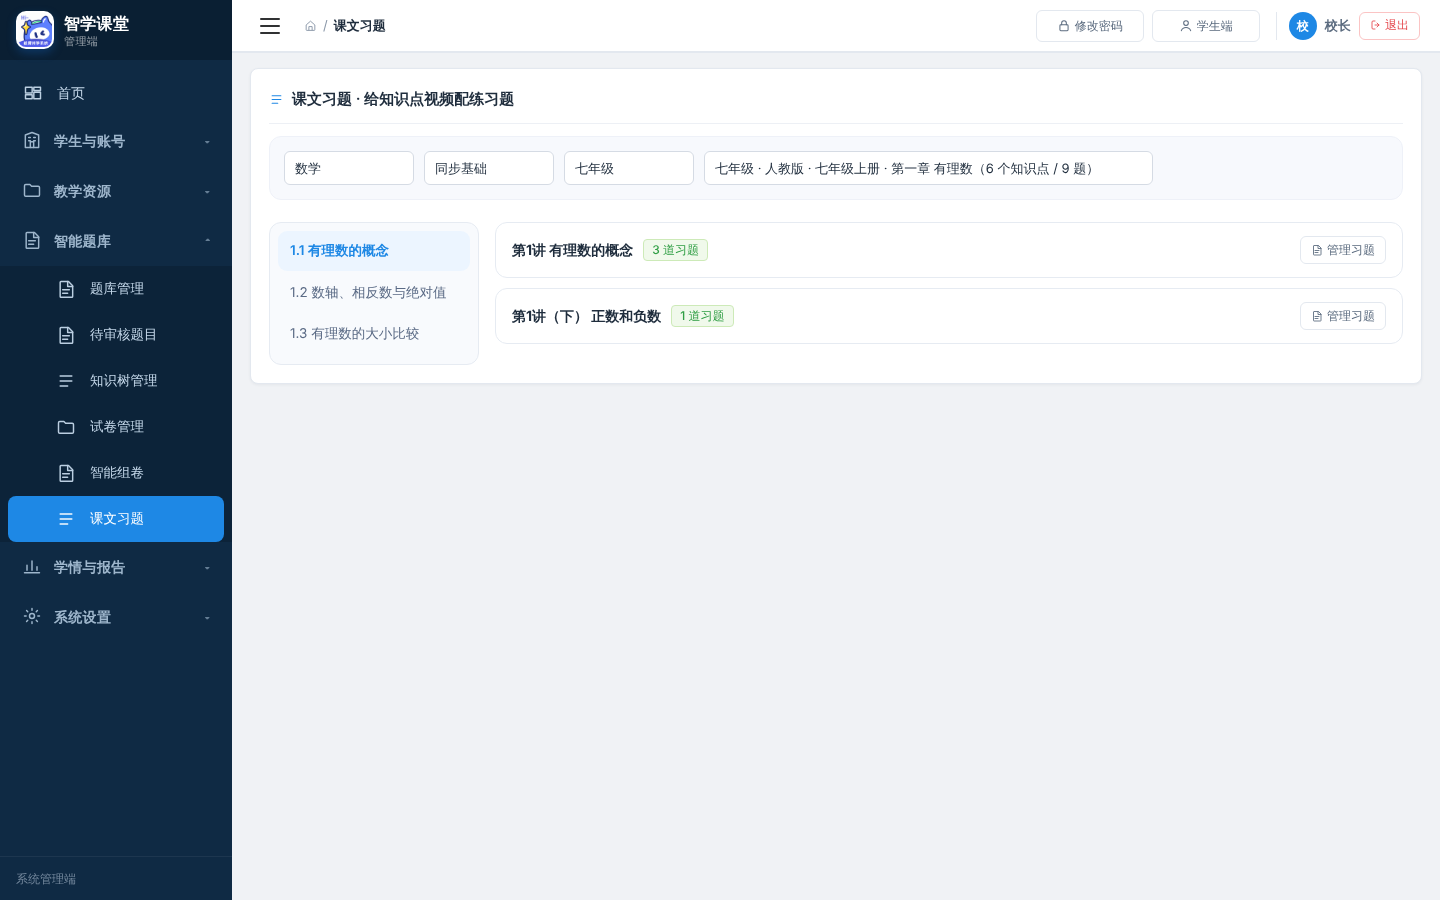 智学课堂
管理端
首页
学生与账号
教学资源
智能题库
题库管理
待审核题目
知识树管理
试卷管理
智能组卷
课文习题
学情与报告
系统设置
系统管理端
/ 课文习题
修改密码
学生端
校
校长
退出
课文习题 · 给知识点视频配练习题
数学
同步基础
七年级
七年级 · 人教版 · 七年级上册 · 第一章 有理数（6 个知识点 / 9 题）
1.1 有理数的概念
1.2 数轴、相反数与绝对值
1.3 有理数的大小比较
第1讲 有理数的概念
3 道习题
管理习题
第1讲（下） 正数和负数
1 道习题
管理习题